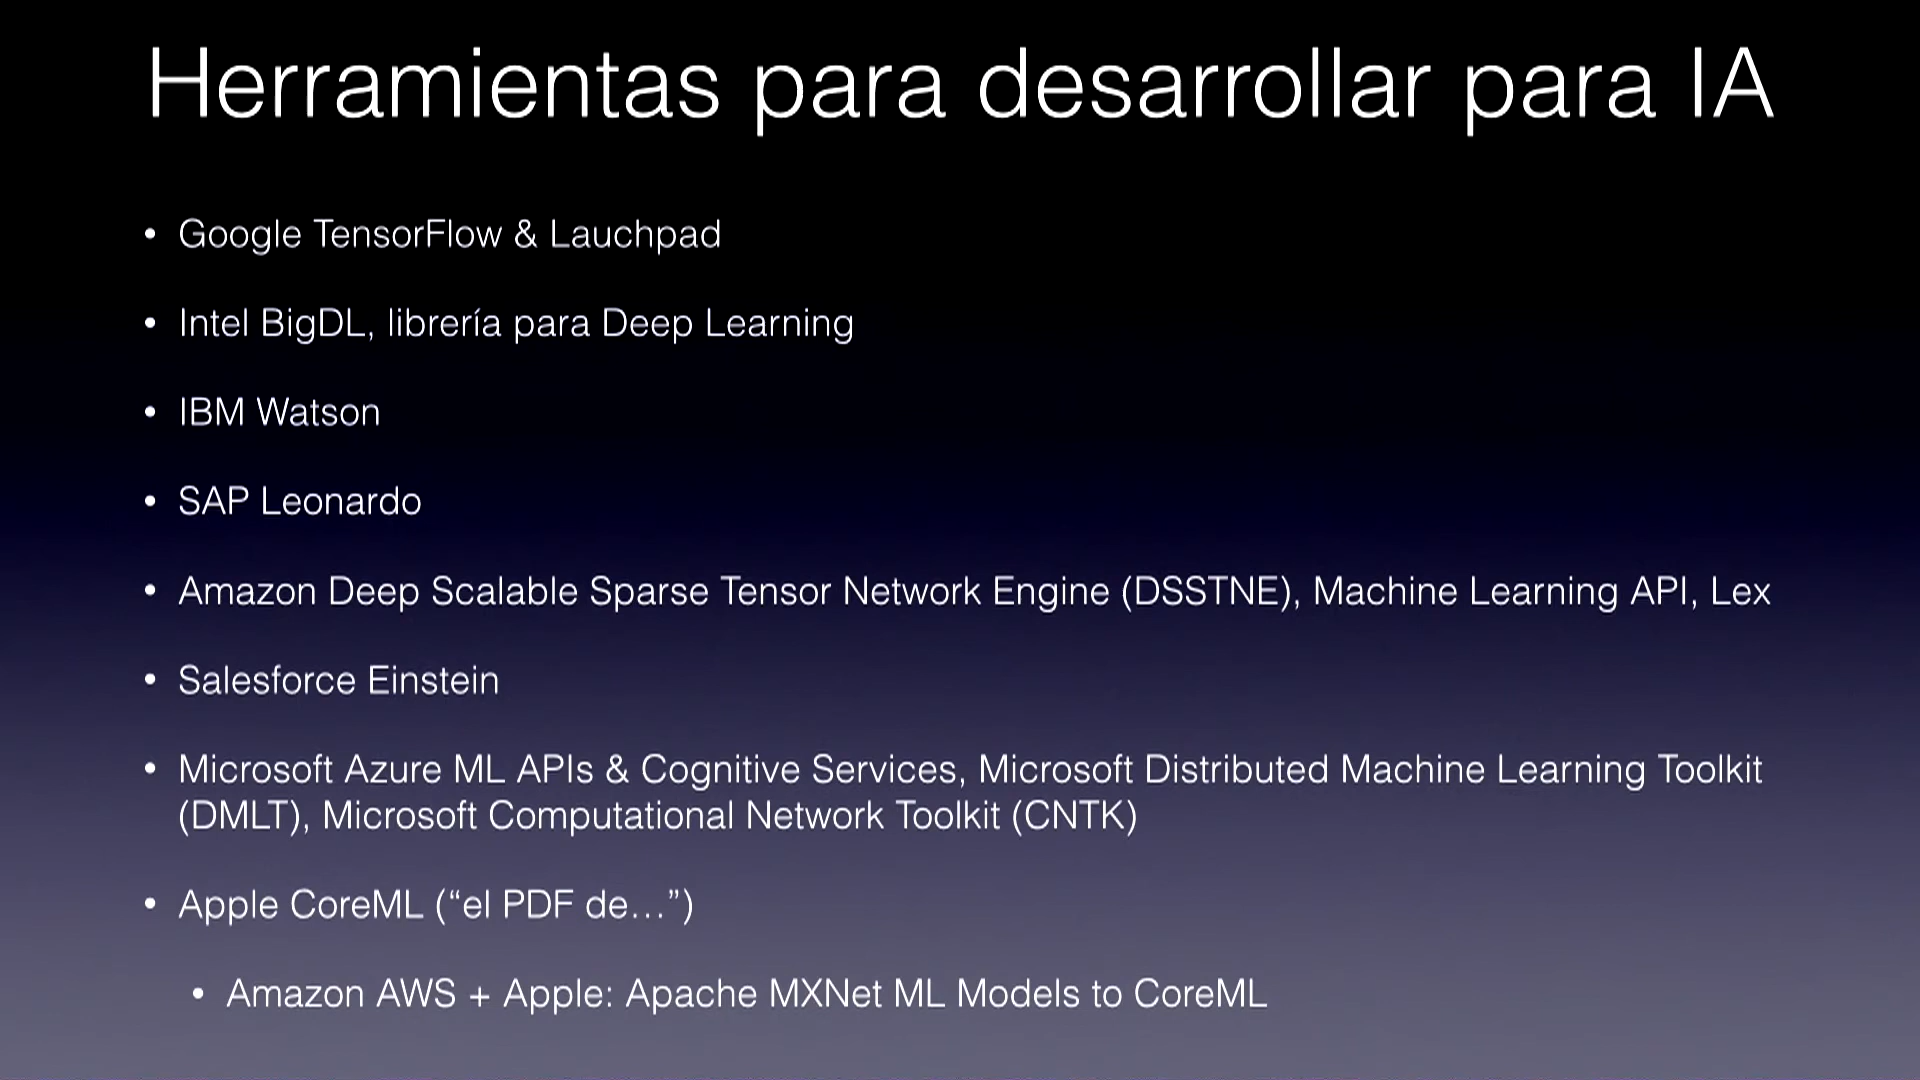 Herramientas para desarrollar para IA
• Google TensorFlow & Lauchpad
• Intel BigDL, librería para Deep Learning
• IBM Watson
• SAP Leonardo
• Amazon Deep Scalable Sparse Tensor Network Engine (DSSTNE), Machine Learning API, Lex
• Salesforce Einstein
• Microsoft Azure ML APIs & Cognitive Services, Microsoft Distributed Machine Learning Toolkit
(DMLT), Microsoft Computational Network Toolkit (CNTK)
• Apple CoreML (“el PDF de…”)
• Amazon AWS + Apple: Apache MXNet ML Models to CoreML